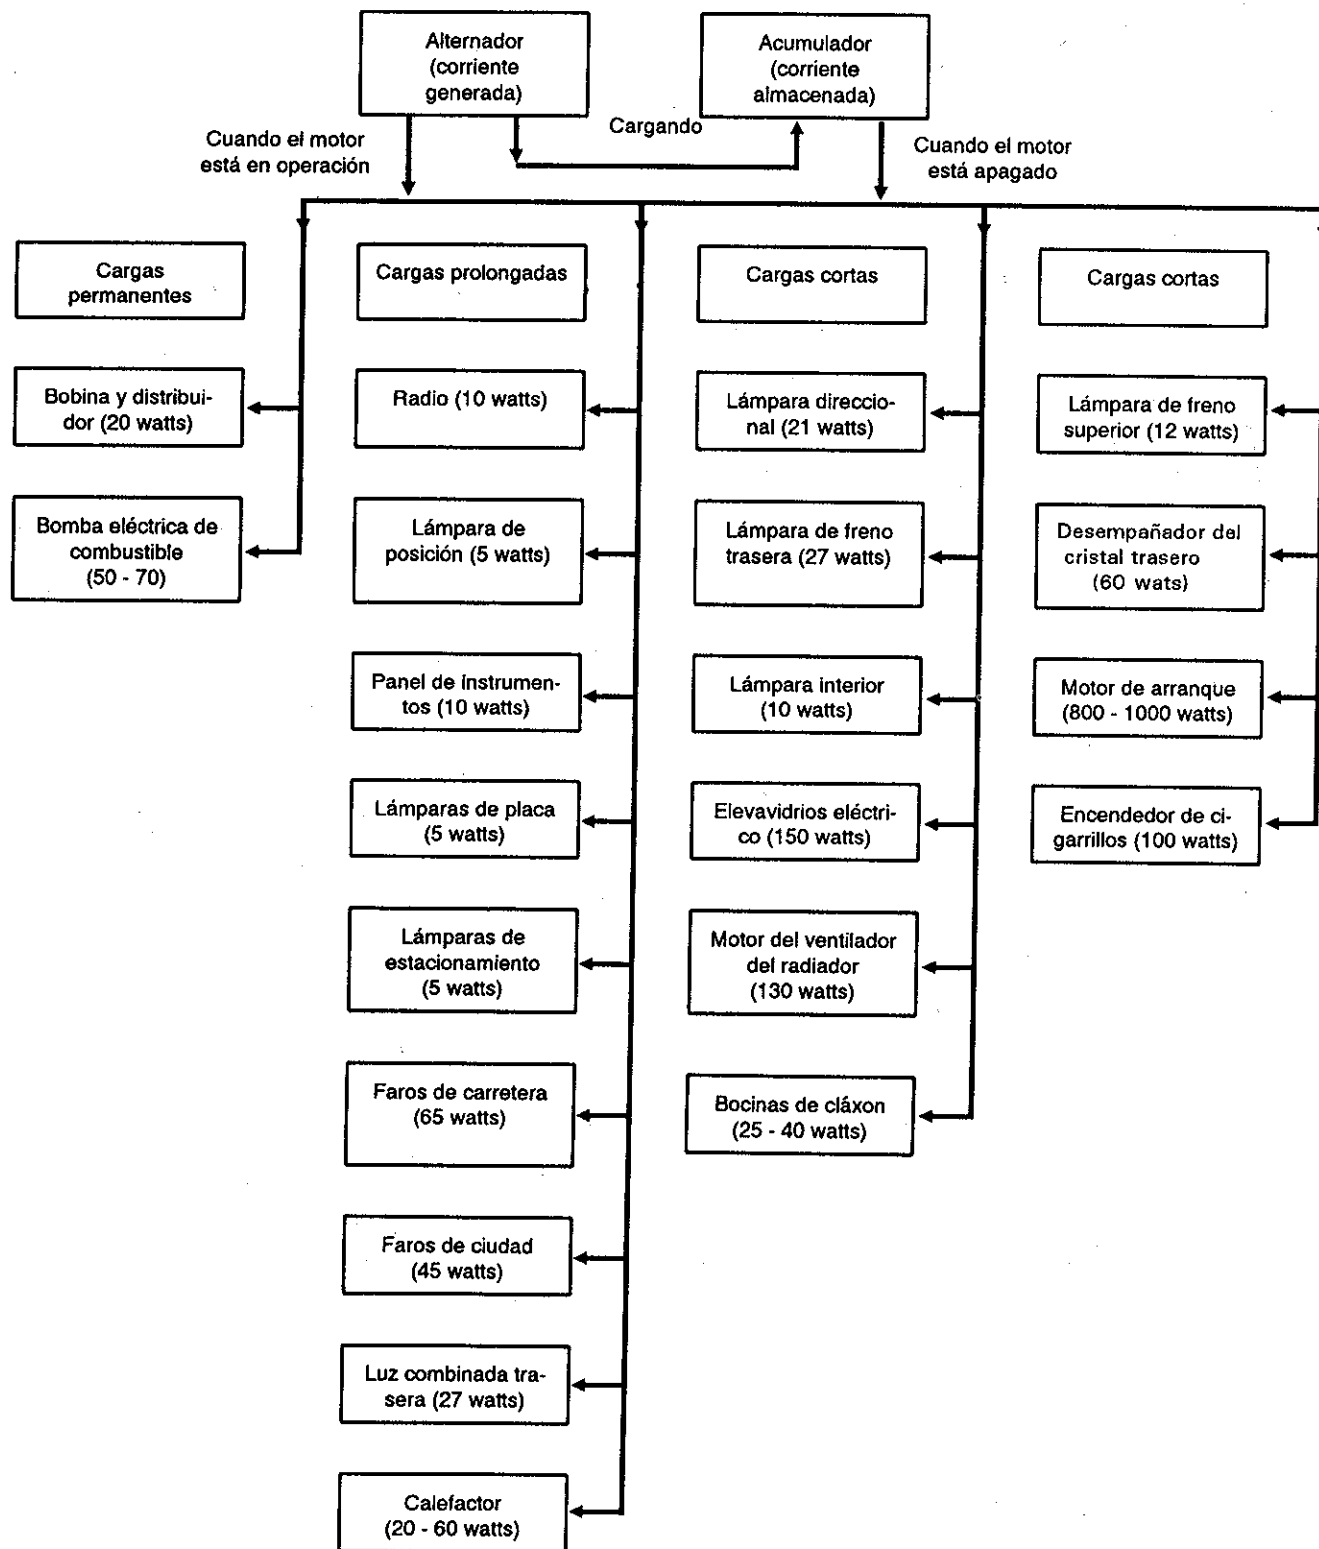 Alternador
(corriente
generada)
Acumulador
(corriente
almacenada)
Cuando el motor
está en operación
Cargando
Cuando el motor
está apagado
Cargas
permanentes
Bobina y distribui-
dor (20 watts)
Bomba eléctrica de
combustible
(50 - 70)
Cargas prolongadas
Radio (10 watts)
Lámpara de
posición (5 watts)
Panel de instrumen-
tos (10 watts)
Lámparas de placa
(5 watts)
Lámparas de
estacionamiento
(5 watts)
Faros de carretera
(65 watts)
Faros de ciudad
(45 watts)
Luz combinada tra-
sera (27 watts)
Calefactor
(20 - 60 watts)
Cargas cortas
Lámpara direccio-
nal (21 watts)
Lámpara de freno
trasera (27 watts)
Lámpara interior
(10 watts)
Elevavidrios eléctri-
co (150 watts)
Motor del ventilador
del radiador
(130 watts)
Bocinas de cláxon
(25 - 40 watts)
Cargas cortas
Lámpara de freno
superior (12 watts)
Desempañador del
cristal trasero
(60 wats)
Motor de arranque
(800 - 1000 watts)
Encendedor de ci-
garrillos (100 watts)